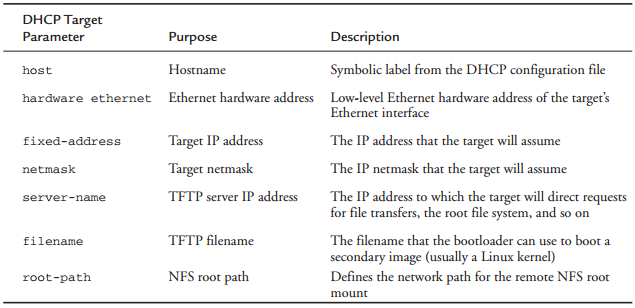 DHCP Target
Parameter Purpose Description
host Hostname Symbolic label from the DHCP configuration file
hardware ethernet Ethernet hardware address Low-level Ethernet hardware address of the target’s
Ethernet interface
fixed-address Target IP address The IP address that the target will assume
netmask Target netmask The IP netmask that the target will assume
server-name TFTP server IP address The IP address to which the target will direct requests
for file transfers, the root file system, and so on
filename TFTP filename The filename that the bootloader can use to boot a
secondary image (usually a Linux kernel)
root-path NFS root path Defines the network path for the remote NFS root
mount